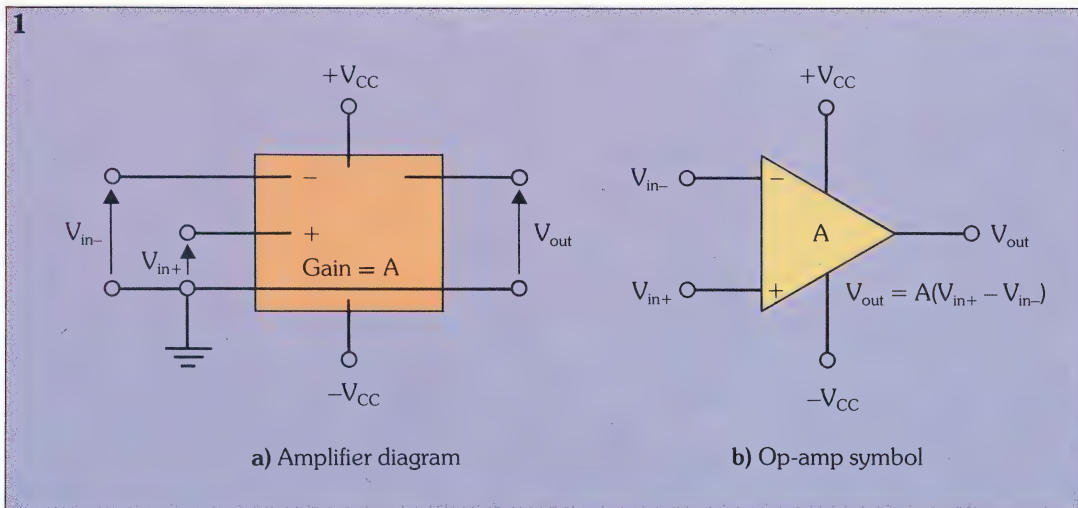 1
+V_CC
V_in–
–
+
V_in+
Gain = A
V_out
–V_CC
a) Amplifier diagram
+V_CC
V_in–
–
A
V_out
V_in+
+
V_out = A(V_in+ – V_in–)
–V_CC
b) Op-amp symbol